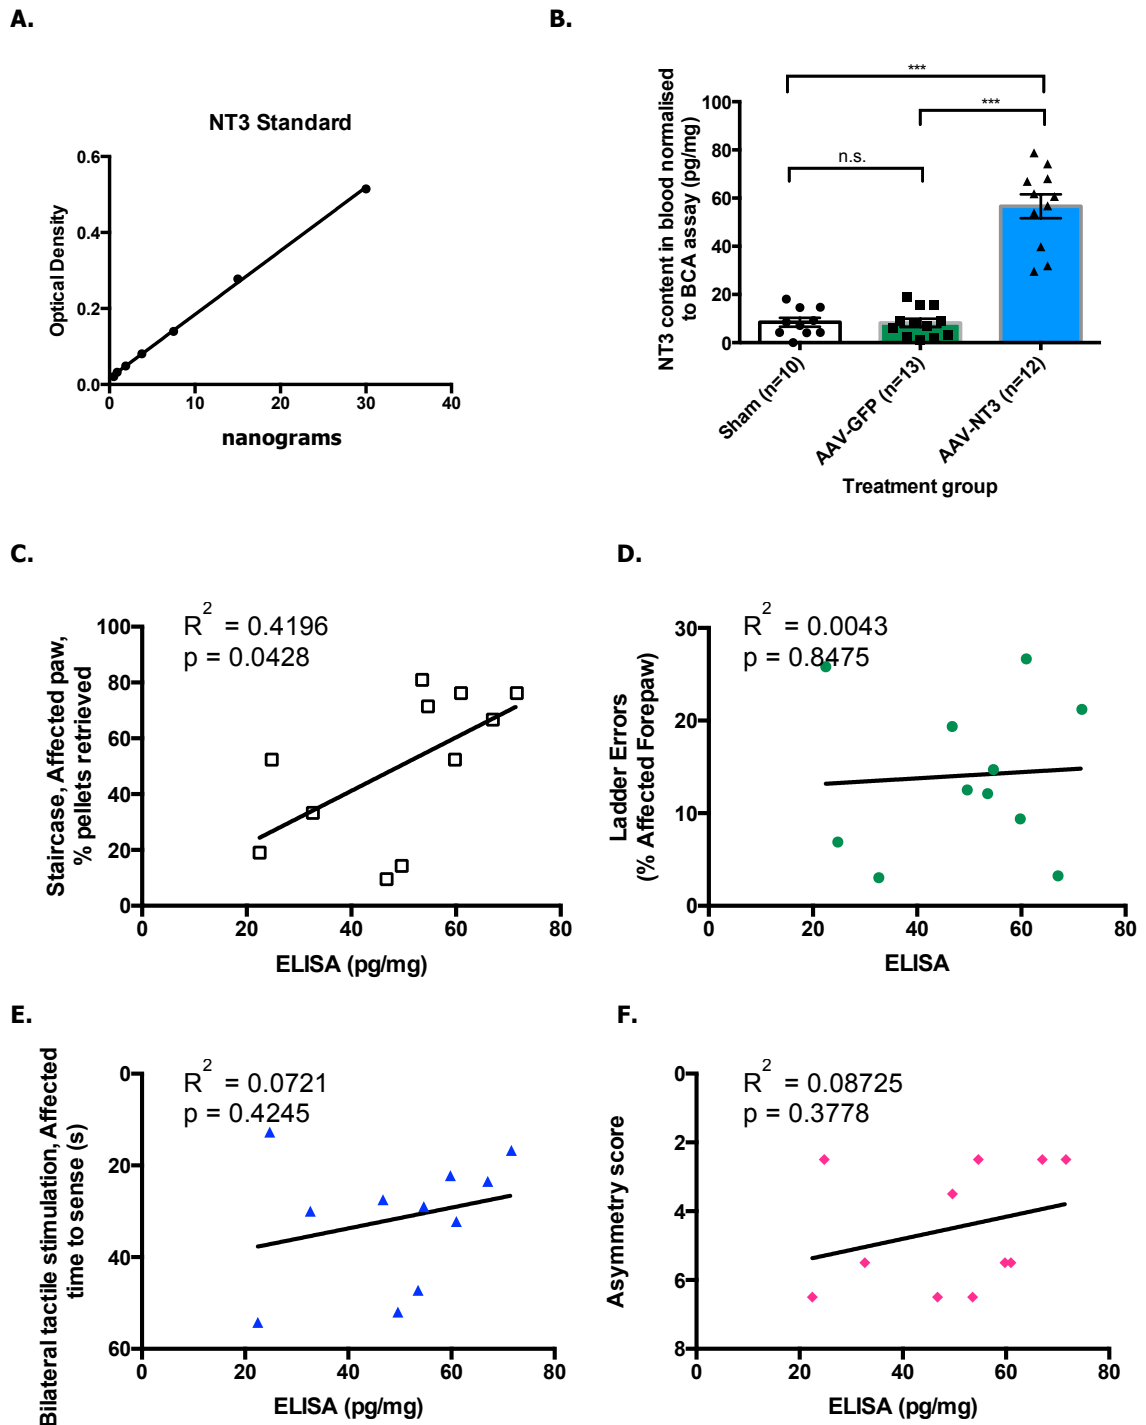 A.
NT3 Standard
Optical Density
0.6
0.4
0.2
0.0
0
10
20
30
40
nanograms
B.
NT3 content in blood normalised
to BCA assay (pg/mg)
100
80
60
40
20
0
***
***
n.s.
Sham (n=10)
AAV-GFP (n=13)
AAV-NT3 (n=12)
Treatment group
C.
Staircase, Affected paw,
% pellets retrieved
R² = 0.4196
p = 0.0428
100
80
60
40
20
0
0
20
40
60
80
ELISA (pg/mg)
D.
Ladder Errors
(% Affected Forepaw)
R² = 0.0043
p = 0.8475
30
20
10
0
0
20
40
60
80
ELISA
E.
Bilateral tactile stimulation, Affected
time to sense (s)
R² = 0.0721
p = 0.4245
0
20
40
60
0
20
40
60
80
ELISA (pg/mg)
F.
Asymmetry score
R² = 0.08725
p = 0.3778
0
2
4
6
8
0
20
40
60
80
ELISA (pg/mg)